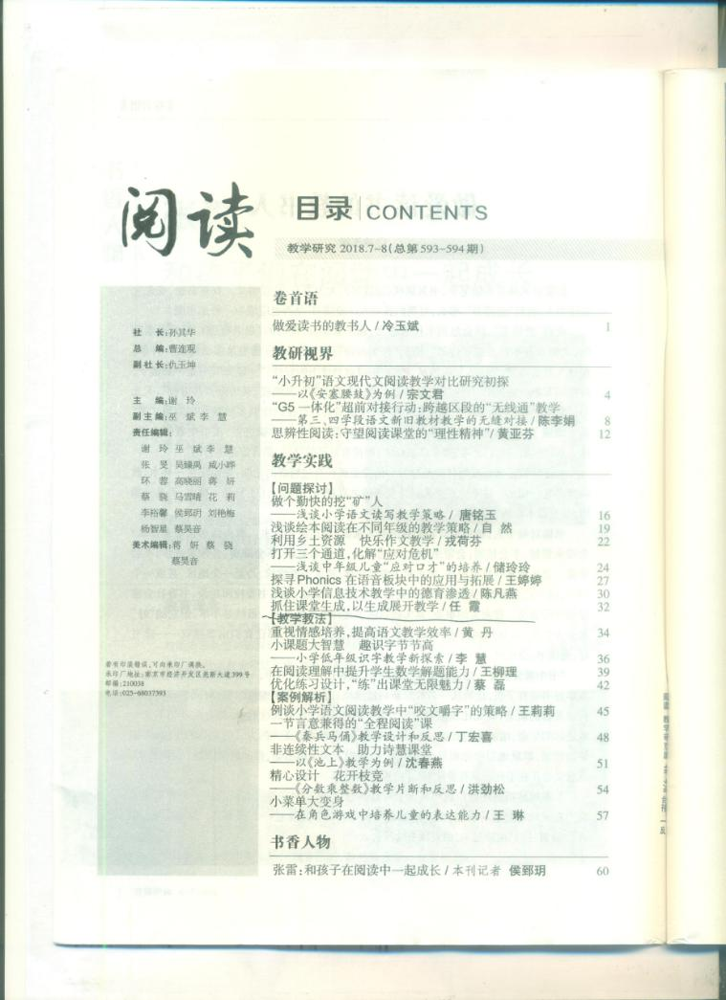 阅读
目录 CONTENTS
教学研究 2018.7-8(总第593-594期)
社　长:孙其华
总　编:曹连观
副社长:仇玉坤
主　编:谢　玲
副主编:巫　斌 李　慧
责任编辑:
谢　玲 巫　斌 李　慧
张　旻 吴臻禹 臧小晔
环　蓉 高晓丽 蒋　妍
蔡　骁 马雪晴 花　莉
李裕馨 侯郅玥 刘艳梅
杨智星 蔡昊音
美术编辑:蒋　妍 蔡　骁
蔡昊音
若有印装错误,可向承印厂调换。
承印厂地址:南京市经济开发区尧新大道399号
邮编:210038
电话:025-68037393
卷首语
做爱读书的教书人 / 冷玉斌 1
教研视界
“小升初”语文现代文阅读教学对比研究初探
——以《安塞腰鼓》为例 / 宗文君 4
“G5一体化”超前对接行动:跨越区段的“无线通”教学
——第三、四学段语文新旧教材教学的无缝对接 / 陈李娟 8
思辨性阅读:守望阅读课堂的“理性精神” / 黄亚芬 12
教学实践
【问题探讨】
做个勤快的挖“矿”人
——浅谈小学语文读写教学策略 / 唐铭玉 16
浅谈绘本阅读在不同年级的教学策略 / 自　然 19
利用乡土资源　快乐作文教学 / 戎荷芬 22
打开三个通道,化解“应对危机”
——浅谈中年级儿童“应对口才”的培养 / 储玲玲 24
探寻Phonics在语音板块中的应用与拓展 / 王婷婷 27
浅谈小学信息技术教学中的德育渗透 / 陈凡燕 30
抓住课堂生成,以生成展开教学 / 任　霞 32
【教学教法】
重视情感培养,提高语文教学效率 / 黄　丹 34
小课题大智慧　趣识字节节高
——小学低年级识字教学新探索 / 李　慧 36
在阅读理解中提升学生数学解题能力 / 王柳理 39
优化练习设计,“练”出课堂无限魅力 / 蔡　磊 42
【案例解析】
例谈小学语文阅读教学中“咬文嚼字”的策略 / 王莉莉 45
一节言意兼得的“全程阅读”课
——《秦兵马俑》教学设计和反思 / 丁宏喜 48
非连续性文本　助力诗慧课堂
——以《池上》教学为例 / 沈春燕 51
精心设计　花开枝竞
——《分数乘整数》教学片断和反思 / 洪劲松 54
小菜单大变身
——在角色游戏中培养儿童的表达能力 / 王　琳 57
书香人物
张雷:和孩子在阅读中一起成长 / 本刊记者　侯郅玥 60